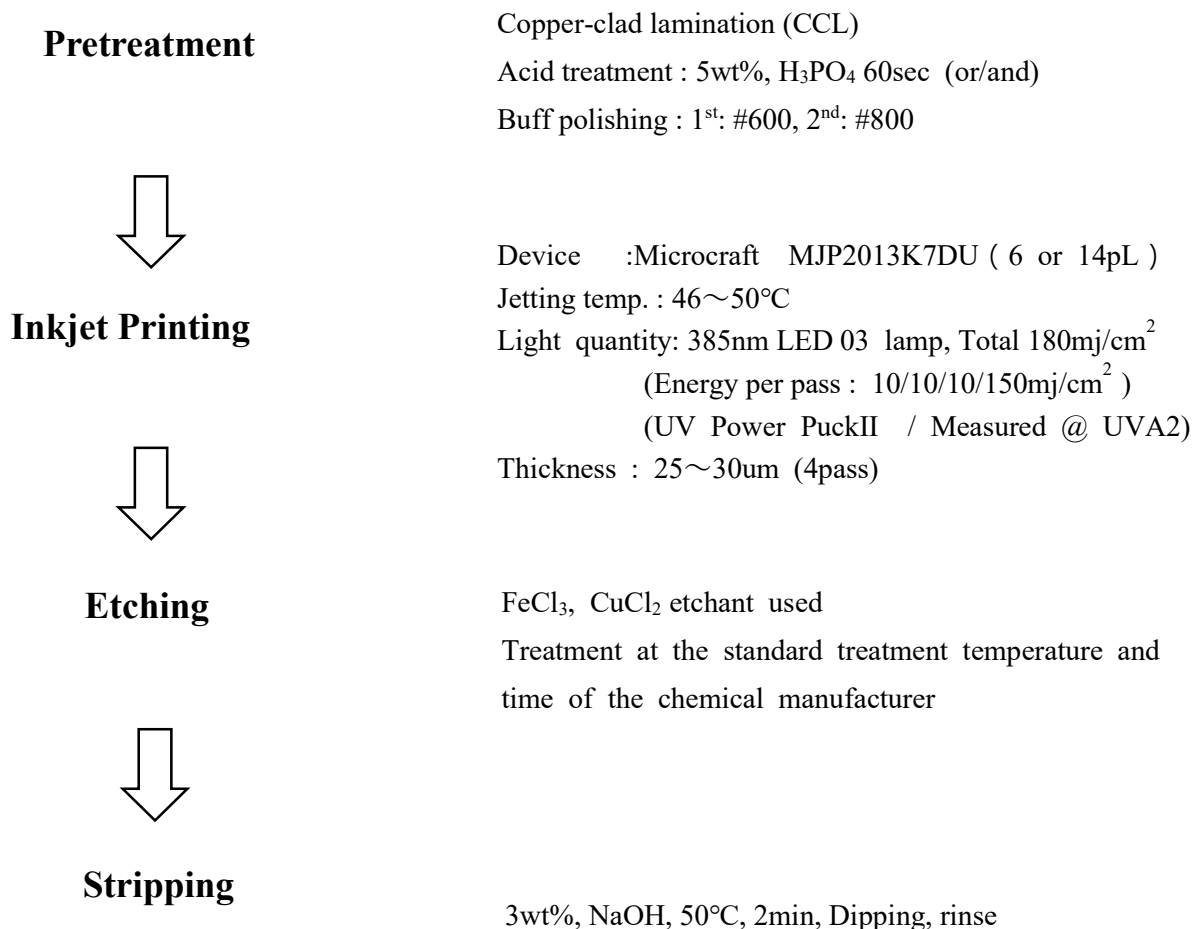 Pretreatment
Copper-clad lamination (CCL)
Acid treatment : 5wt%, H₃PO₄ 60sec (or/and)
Buff polishing : 1ˢᵗ: #600, 2ⁿᵈ: #800
Inkjet Printing
Device :Microcraft MJP2013K7DU ( 6 or 14pL )
Jetting temp. : 46～50℃
Light quantity: 385nm LED 03 lamp, Total 180mj/cm²
(Energy per pass : 10/10/10/150mj/cm² )
(UV Power PuckII / Measured @ UVA2)
Thickness : 25～30um (4pass)
Etching
FeCl₃, CuCl₂ etchant used
Treatment at the standard treatment temperature and
time of the chemical manufacturer
Stripping
3wt%, NaOH, 50℃, 2min, Dipping, rinse